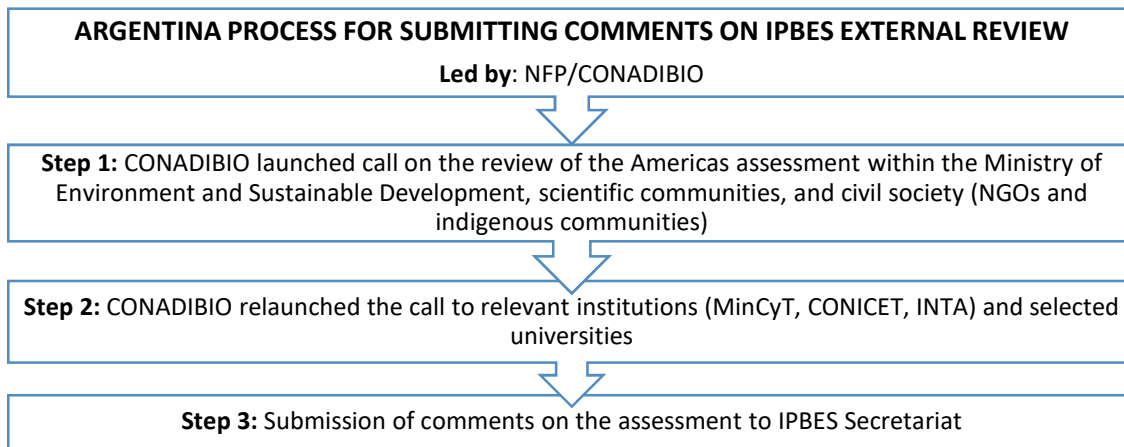 ARGENTINA PROCESS FOR SUBMITTING COMMENTS ON IPBES EXTERNAL REVIEW
Led by: NFP/CONADIBIO
Step 1: CONADIBIO launched call on the review of the Americas assessment within the Ministry of
Environment and Sustainable Development, scientific communities, and civil society (NGOs and
indigenous communities)
Step 2: CONADIBIO relaunched the call to relevant institutions (MinCyT, CONICET, INTA) and selected
universities
Step 3: Submission of comments on the assessment to IPBES Secretariat